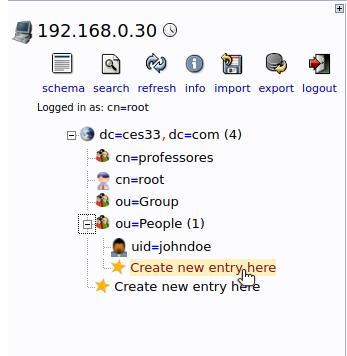 192.168.0.30
schema search refresh info import export logout
Logged in as: cn=root
dc=ces33,dc=com (4)
cn=professores
cn=root
ou=Group
ou=People (1)
uid=johndoe
Create new entry here
Create new entry here